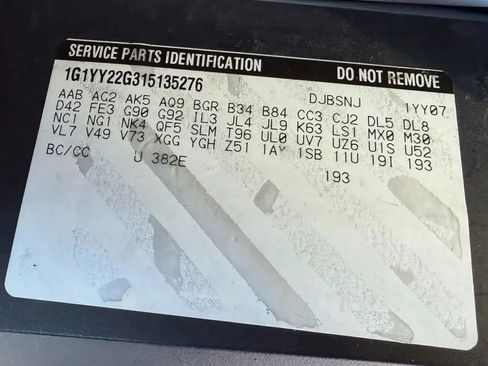 SERVICE PARTS IDENTIFICATION DO NOT REMOVE
1G1YY22G315135276 DJBSNJ 1YY07
AAB AG2 AK5 AQ9 BGR B34 B84 CC3 CJ2 DL5 DL8
D42 FE3 G90 G92 IL3 JL4 JL9 K63 LS1 MX0 M30
NC1 NG1 NK4 QF5 SLM T96 UL0 UV7 UZ6 U1S U52
VL7 V49 V73 XGG YGH Z51 1AY 1SB 11U 19I 193
BC/CC U 382E 193